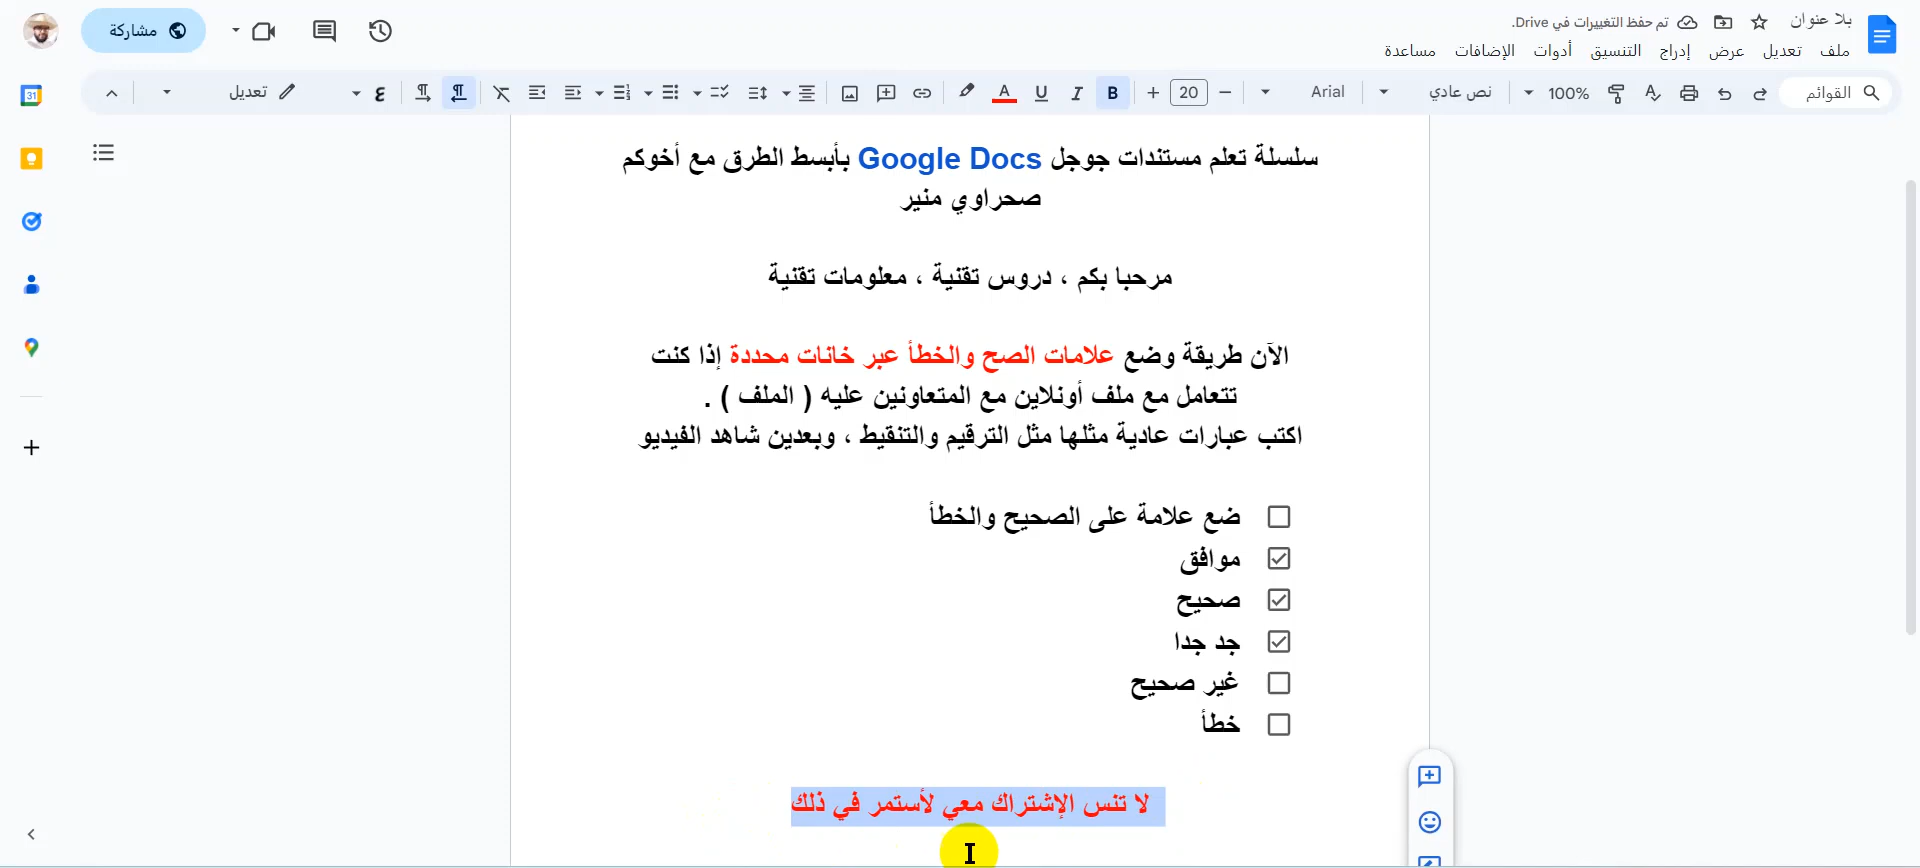 بلا عنوان
تم حفظ التغييرات في Drive.
مشاركة
ملف تعديل عرض إدراج التنسيق أدوات الإضافات مساعدة
القوائم 100% نص عادي Arial 20 B I U A ع تعديل
31
سلسلة تعلم مستندات جوجل Google Docs بأبسط الطرق مع أخوكم
صحراوي منير
مرحبا بكم ، دروس تقنية ، معلومات تقنية
الآن طريقة وضع علامات الصح والخطأ عبر خانات محددة إذا كنت
تتعامل مع ملف أونلاين مع المتعاونين عليه ( الملف ) .
اكتب عبارات عادية مثلها مثل الترقيم والتنقيط ، وبعدين شاهد الفيديو
ضع علامة على الصحيح والخطأ
موافق
صحيح
جد جدا
غير صحيح
خطأ
لا تنس الإشتراك معي لأستمر في ذلك